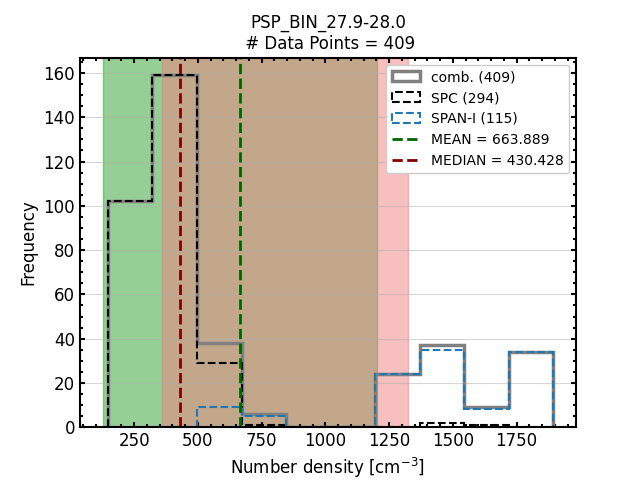 PSP_BIN_27.9-28.0
# Data Points = 409
comb. (409)
SPC (294)
SPAN-I (115)
MEAN = 663.889
MEDIAN = 430.428
Frequency
160
140
120
100
80
60
40
20
0
250 500 750 1000 1250 1500 1750
Number density [cm⁻³]